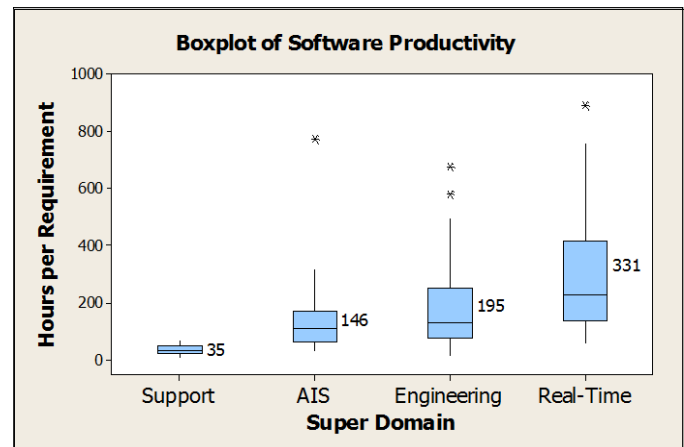 Boxplot of Software Productivity
Hours per Requirement
1000
800
600
400
200
0
35
146
195
331
Support AIS Engineering Real-Time
Super Domain